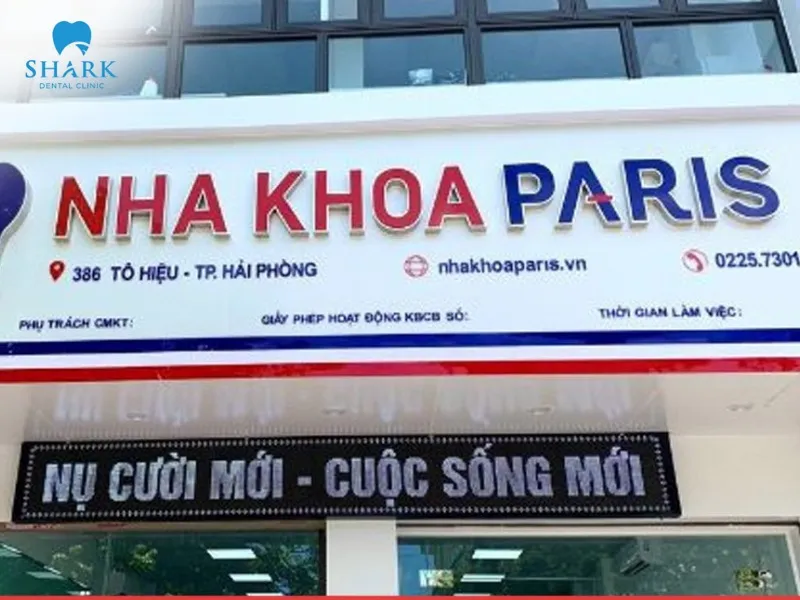 SHARK
DENTAL CLINIC
NHA KHOA PARIS
386 TÔ HIỆU - TP. HẢI PHÒNG nhakhoaparis.vn 0225.7301
PHỤ TRÁCH CMKT: GIẤY PHÉP HOẠT ĐỘNG KBCB SỐ: THỜI GIAN LÀM VIỆC:
NỤ CƯỜI MỚI - CUỘC SỐNG MỚI